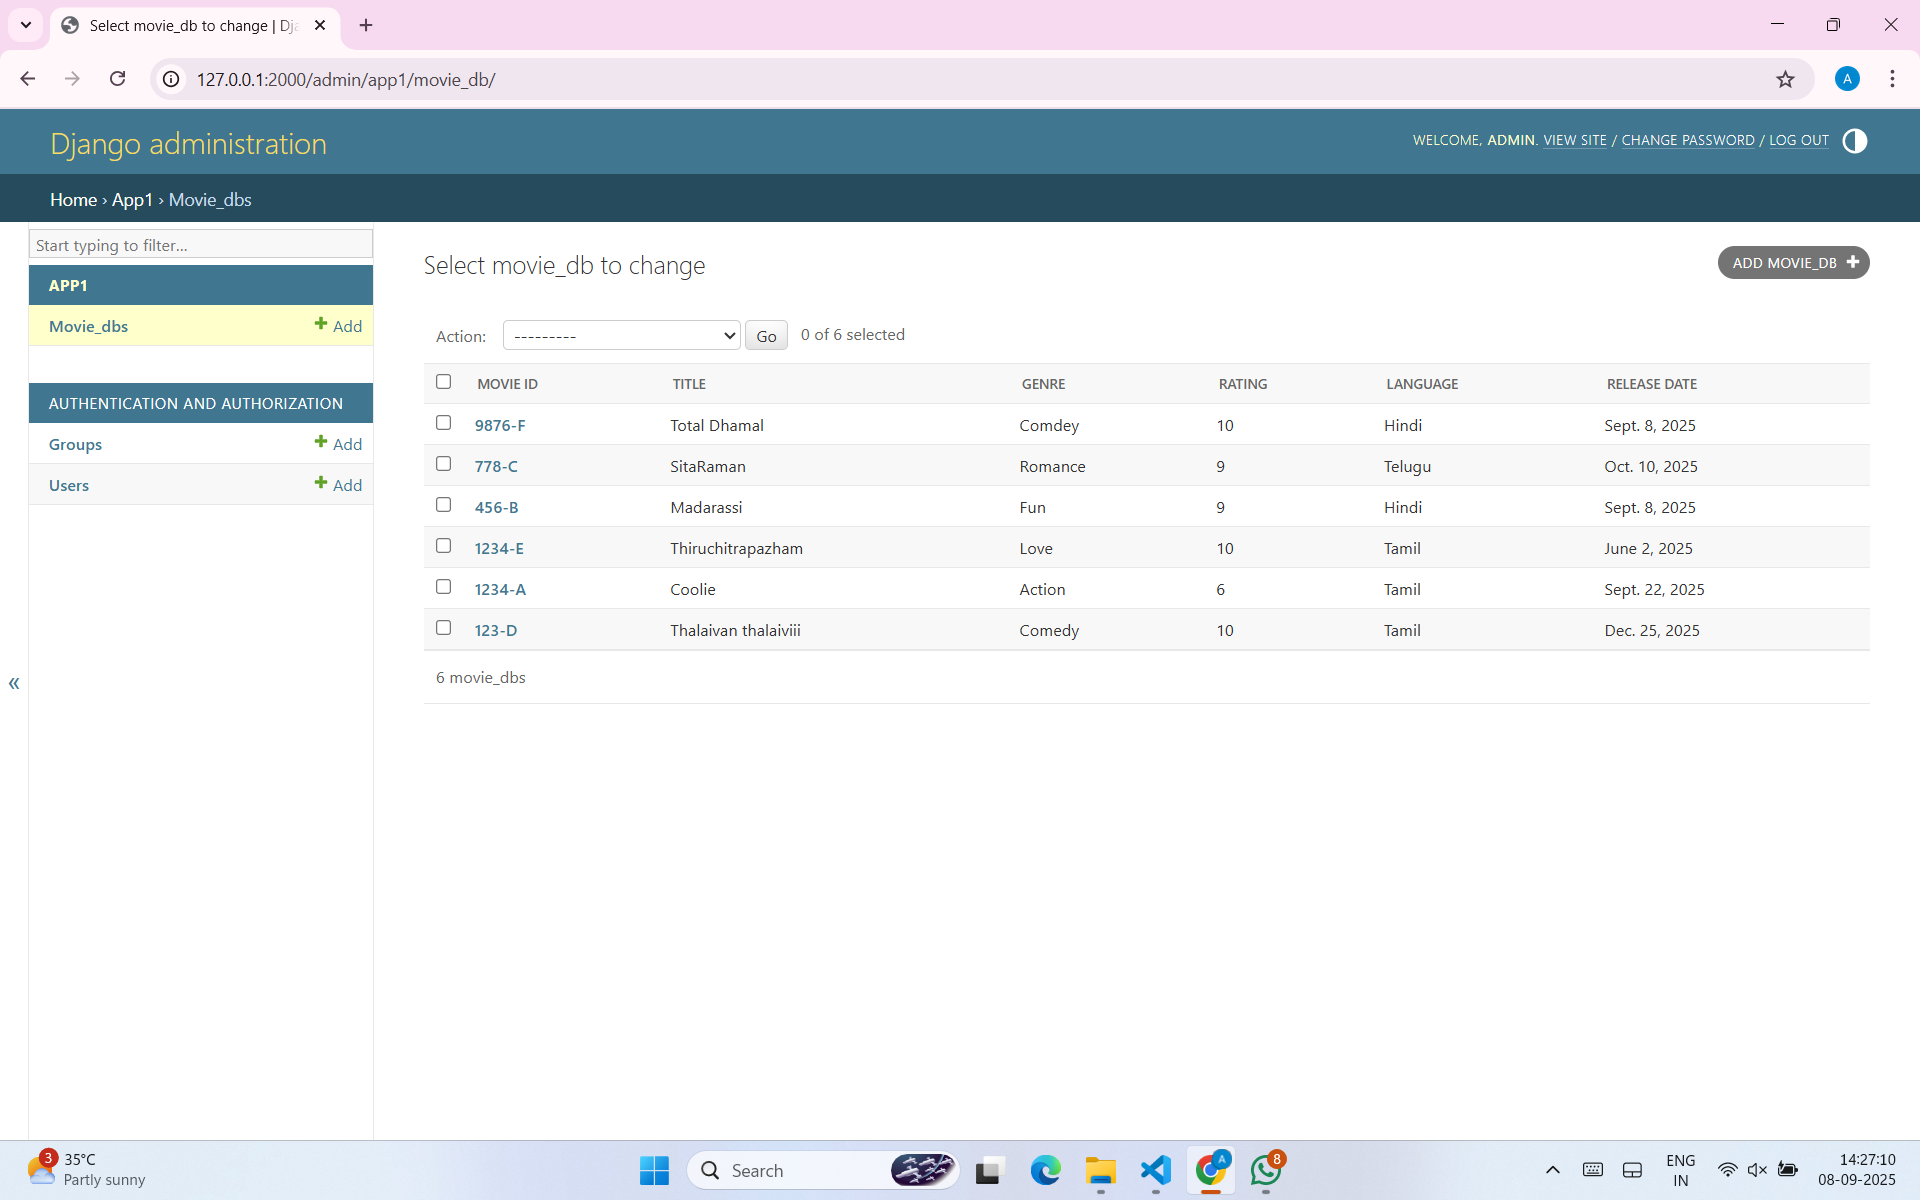 Select movie_db to change | Dja
127.0.0.1:2000/admin/app1/movie_db/
A
Django administration
WELCOME, ADMIN. VIEW SITE / CHANGE PASSWORD / LOG OUT
Home › App1 › Movie_dbs
Start typing to filter...
APP1
Movie_dbs Add
AUTHENTICATION AND AUTHORIZATION
Groups Add
Users Add
«
Select movie_db to change
ADD MOVIE_DB
Action: --------- Go 0 of 6 selected
MOVIE ID TITLE GENRE RATING LANGUAGE RELEASE DATE
9876-F Total Dhamal Comdey 10 Hindi Sept. 8, 2025
778-C SitaRaman Romance 9 Telugu Oct. 10, 2025
456-B Madarassi Fun 9 Hindi Sept. 8, 2025
1234-E Thiruchitrapazham Love 10 Tamil June 2, 2025
1234-A Coolie Action 6 Tamil Sept. 22, 2025
123-D Thalaivan thalaiviii Comedy 10 Tamil Dec. 25, 2025
6 movie_dbs
3
35°C
Partly sunny
Search
A
8
ENG
IN
14:27:10
08-09-2025